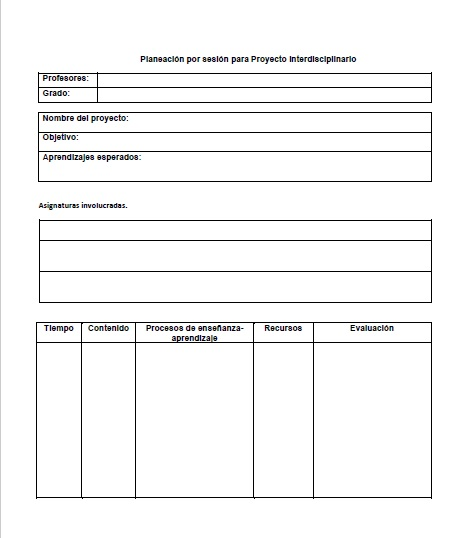 Planeación por sesión para Proyecto Interdisciplinario
Profesores:
Grado:
Nombre del proyecto:
Objetivo:
Aprendizajes esperados:
Asignaturas involucradas.
Tiempo Contenido Procesos de enseñanza- Recursos Evaluación
aprendizaje